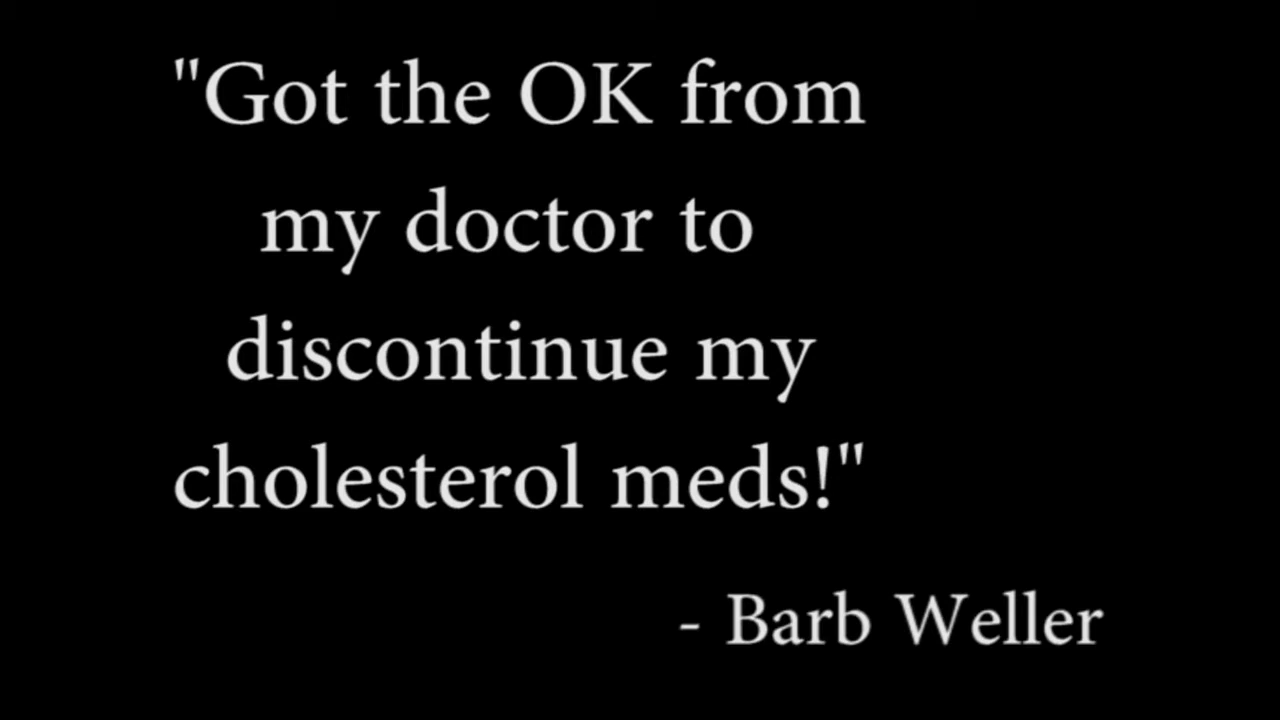 "Got the OK from
my doctor to
discontinue my
cholesterol meds!"
- Barb Weller